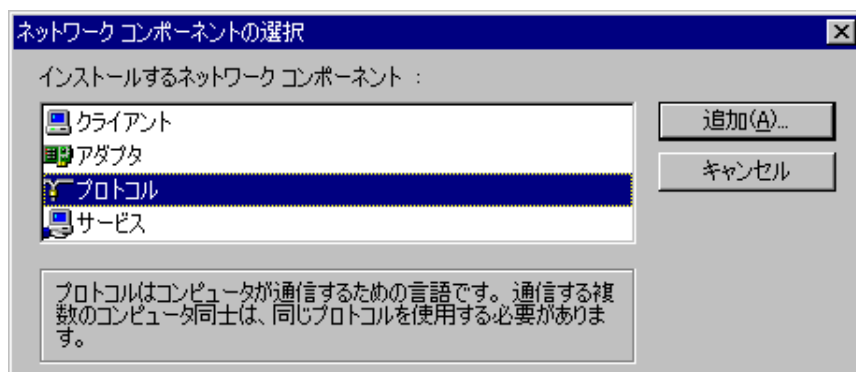 ネットワーク コンポーネントの選択
インストールするネットワーク コンポーネント :
クライアント
アダプタ
プロトコル
サービス
追加(A)...
キャンセル
プロトコルはコンピュータが通信するための言語です。通信する複
数のコンピュータ同士は、同じプロトコルを使用する必要がありま
す。